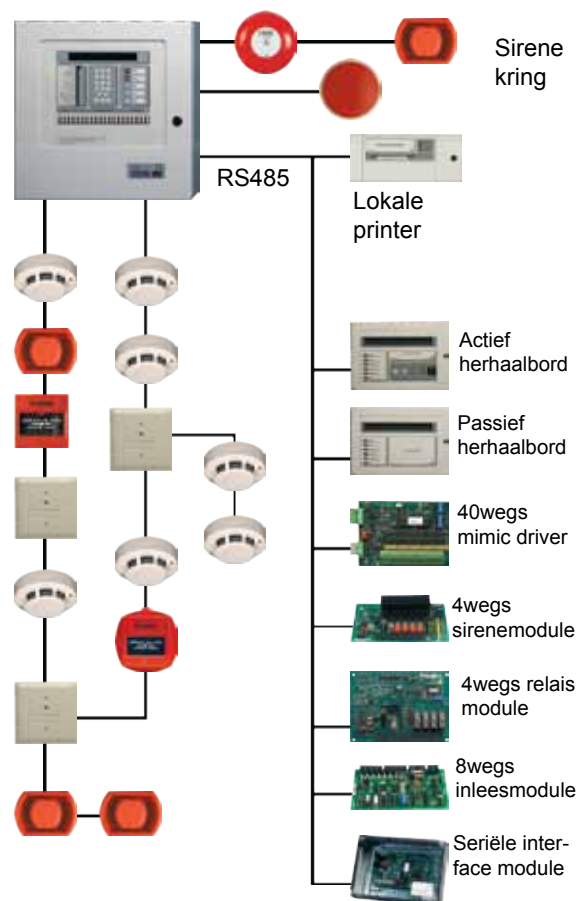 Sirene
kring
RS485
Lokale
printer
Actief
herhaalbord
Passief
herhaalbord
40wegs
mimic driver
4wegs
sirenemodule
4wegs relais
module
8wegs
inleesmodule
Seriële inter-
face module